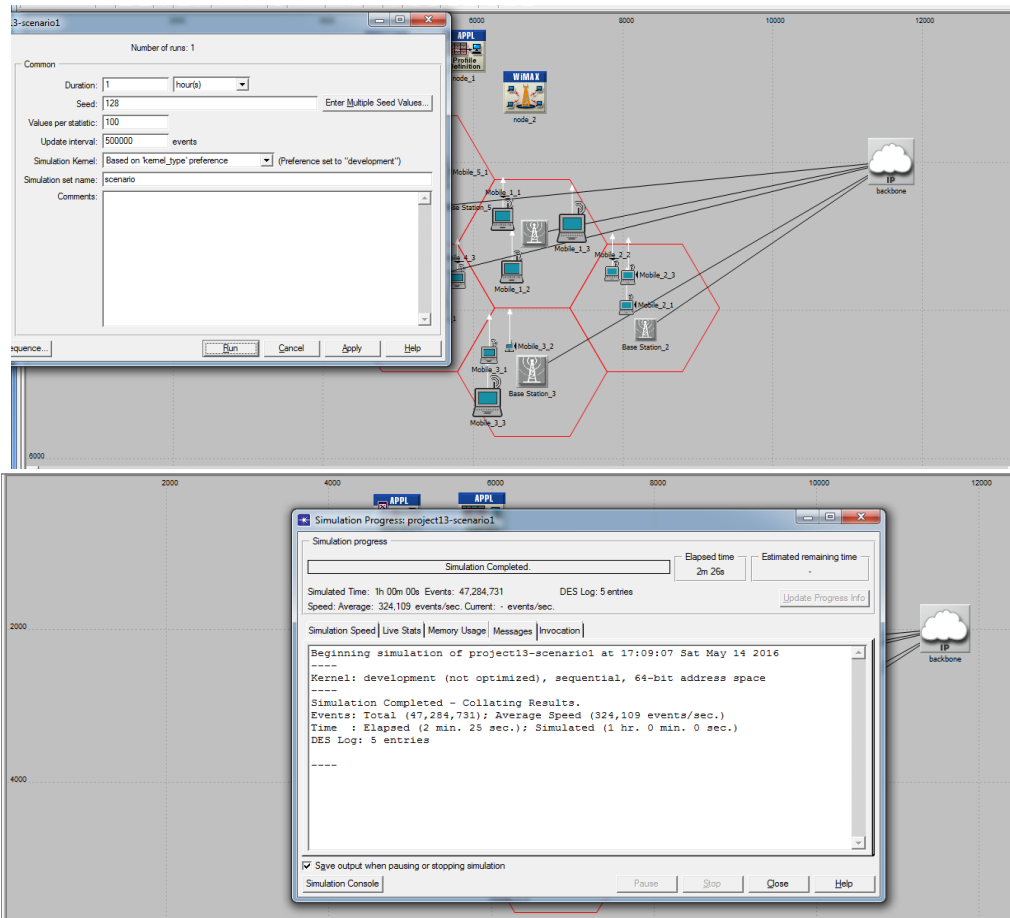 3-scenario1
Number of runs: 1
Common
Duration: 1 hour(s)
Seed: 128 Enter Multiple Seed Values...
Values per statistic: 100
Update interval: 500000 events
Simulation Kernel: Based on 'kernel_type' preference (Preference set to "development")
Simulation set name: scenario
Comments:
equence... Run Cancel Apply Help
6000 8000 10000 12000
APPL
Profile
Definition
node_1
WiMAX
node_2
IP
backbone
Mobile_5_1
Mobile_1_1
se Station_5
Mobile_1_3
4_3
Mobile_1_2
Mobile_2_2
Mobile_2_3
Mobile_2_1
1
Base Station_2
Mobile_3_2
Mobile_3_1
Base Station_3
Mobile_3_3
6000
2000 4000 6000 8000 10000 12000
APPL APPL
Simulation Progress: project13-scenario1
Simulation progress
Simulation Completed.
Elapsed time
2m 26s
Estimated remaining time
-
Simulated Time: 1h 00m 00s Events: 47,284,731 DES Log: 5 entries
Speed: Average: 324,109 events/sec. Current: - events/sec.
Update Progress Info
Simulation Speed Live Stats Memory Usage Messages Invocation
Beginning simulation of project13-scenario1 at 17:09:07 Sat May 14 2016
----
Kernel: development (not optimized), sequential, 64-bit address space
----
Simulation Completed - Collating Results.
Events: Total (47,284,731); Average Speed (324,109 events/sec.)
Time : Elapsed (2 min. 25 sec.); Simulated (1 hr. 0 min. 0 sec.)
DES Log: 5 entries
----
Save output when pausing or stopping simulation
Simulation Console Pause Stop Close Help
2000
IP
backbone
4000